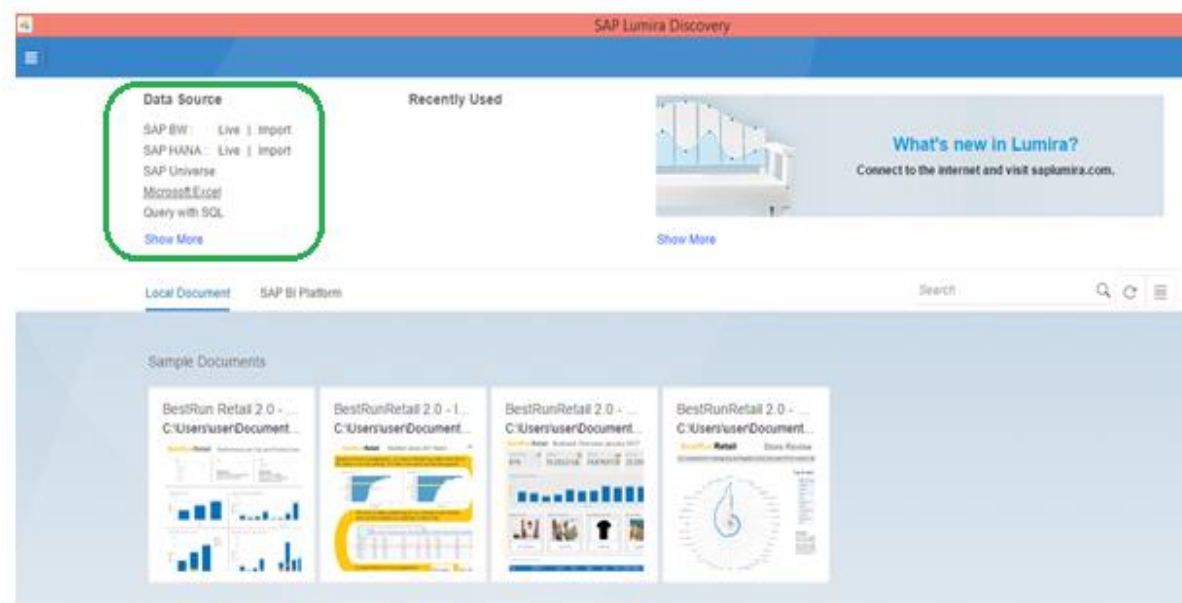 SAP Lumira Discovery
Data Source
SAP BW : Live | Import
SAP HANA : Live | Import
SAP Universe
Microsoft Excel
Query with SQL
Show More
Recently Used
What's new in Lumira?
Connect to the internet and visit saplumira.com.
Show More
Local Document SAP BI Platform
Search
Sample Documents
BestRun Retail 2.0 - ...
C:\Users\user\Document...
BestRunRetail 2.0 - I...
C:\Users\user\Document...
BestRunRetail 2.0 - ...
C:\Users\user\Document...
BestRunRetail 2.0 - ...
C:\Users\user\Document...
Retail Store Review